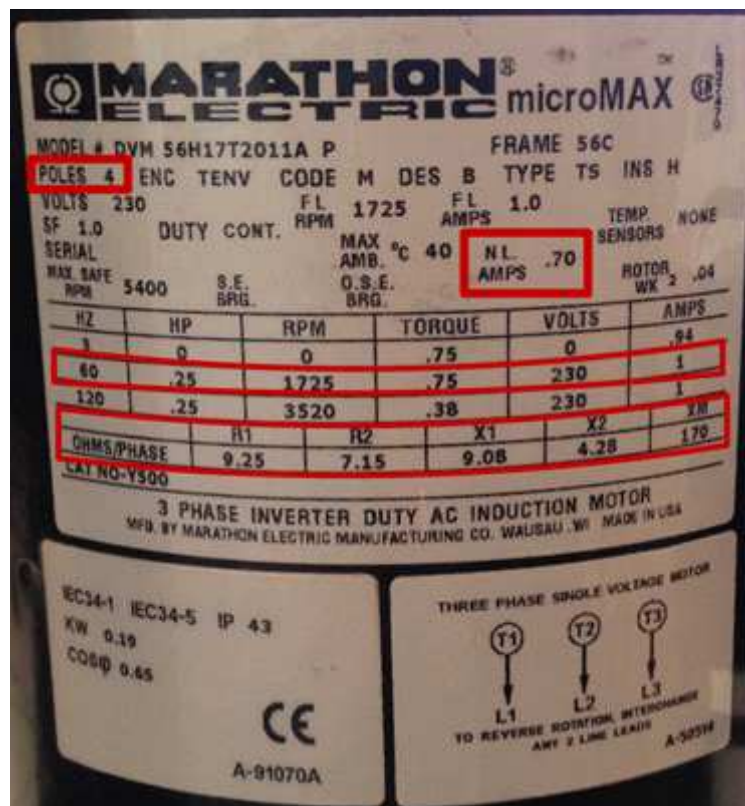 MARATHON®
ELECTRIC microMAX™
MODEL # DVM 56H17T2011A P FRAME 56C
POLES 4 ENC TENV CODE M DES B TYPE TS INS H
VOLTS 230 FL RPM 1725 FL AMPS 1.0
SF 1.0 DUTY CONT. MAX AMB. °C 40 N.L. AMPS .70 TEMP. SENSORS NONE
SERIAL
MAX. SAFE RPM 5400 S.E. BRG. O.S.E. BRG. ROTOR WK² .04
HZ HP RPM TORQUE VOLTS AMPS
3 0 0 .75 0 .94
60 .25 1725 .75 230 1
120 .25 3520 .38 230 1
R1 R2 X1 X2 XM
OHMS/PHASE 9.25 7.15 9.08 4.28 170
CAT NO-Y500
3 PHASE INVERTER DUTY AC INDUCTION MOTOR
MFD. BY MARATHON ELECTRIC MANUFACTURING CO. WAUSAU. WI MADE IN USA
IEC34-1 IEC34-5 IP 43
KW 0.19
COSφ 0.65
CE
A-91070A
THREE PHASE SINGLE VOLTAGE MOTOR
T1 T2 T3
L1 L2 L3
TO REVERSE ROTATION, INTERCHANGE
ANY 2 LINE LEADS
A-50514